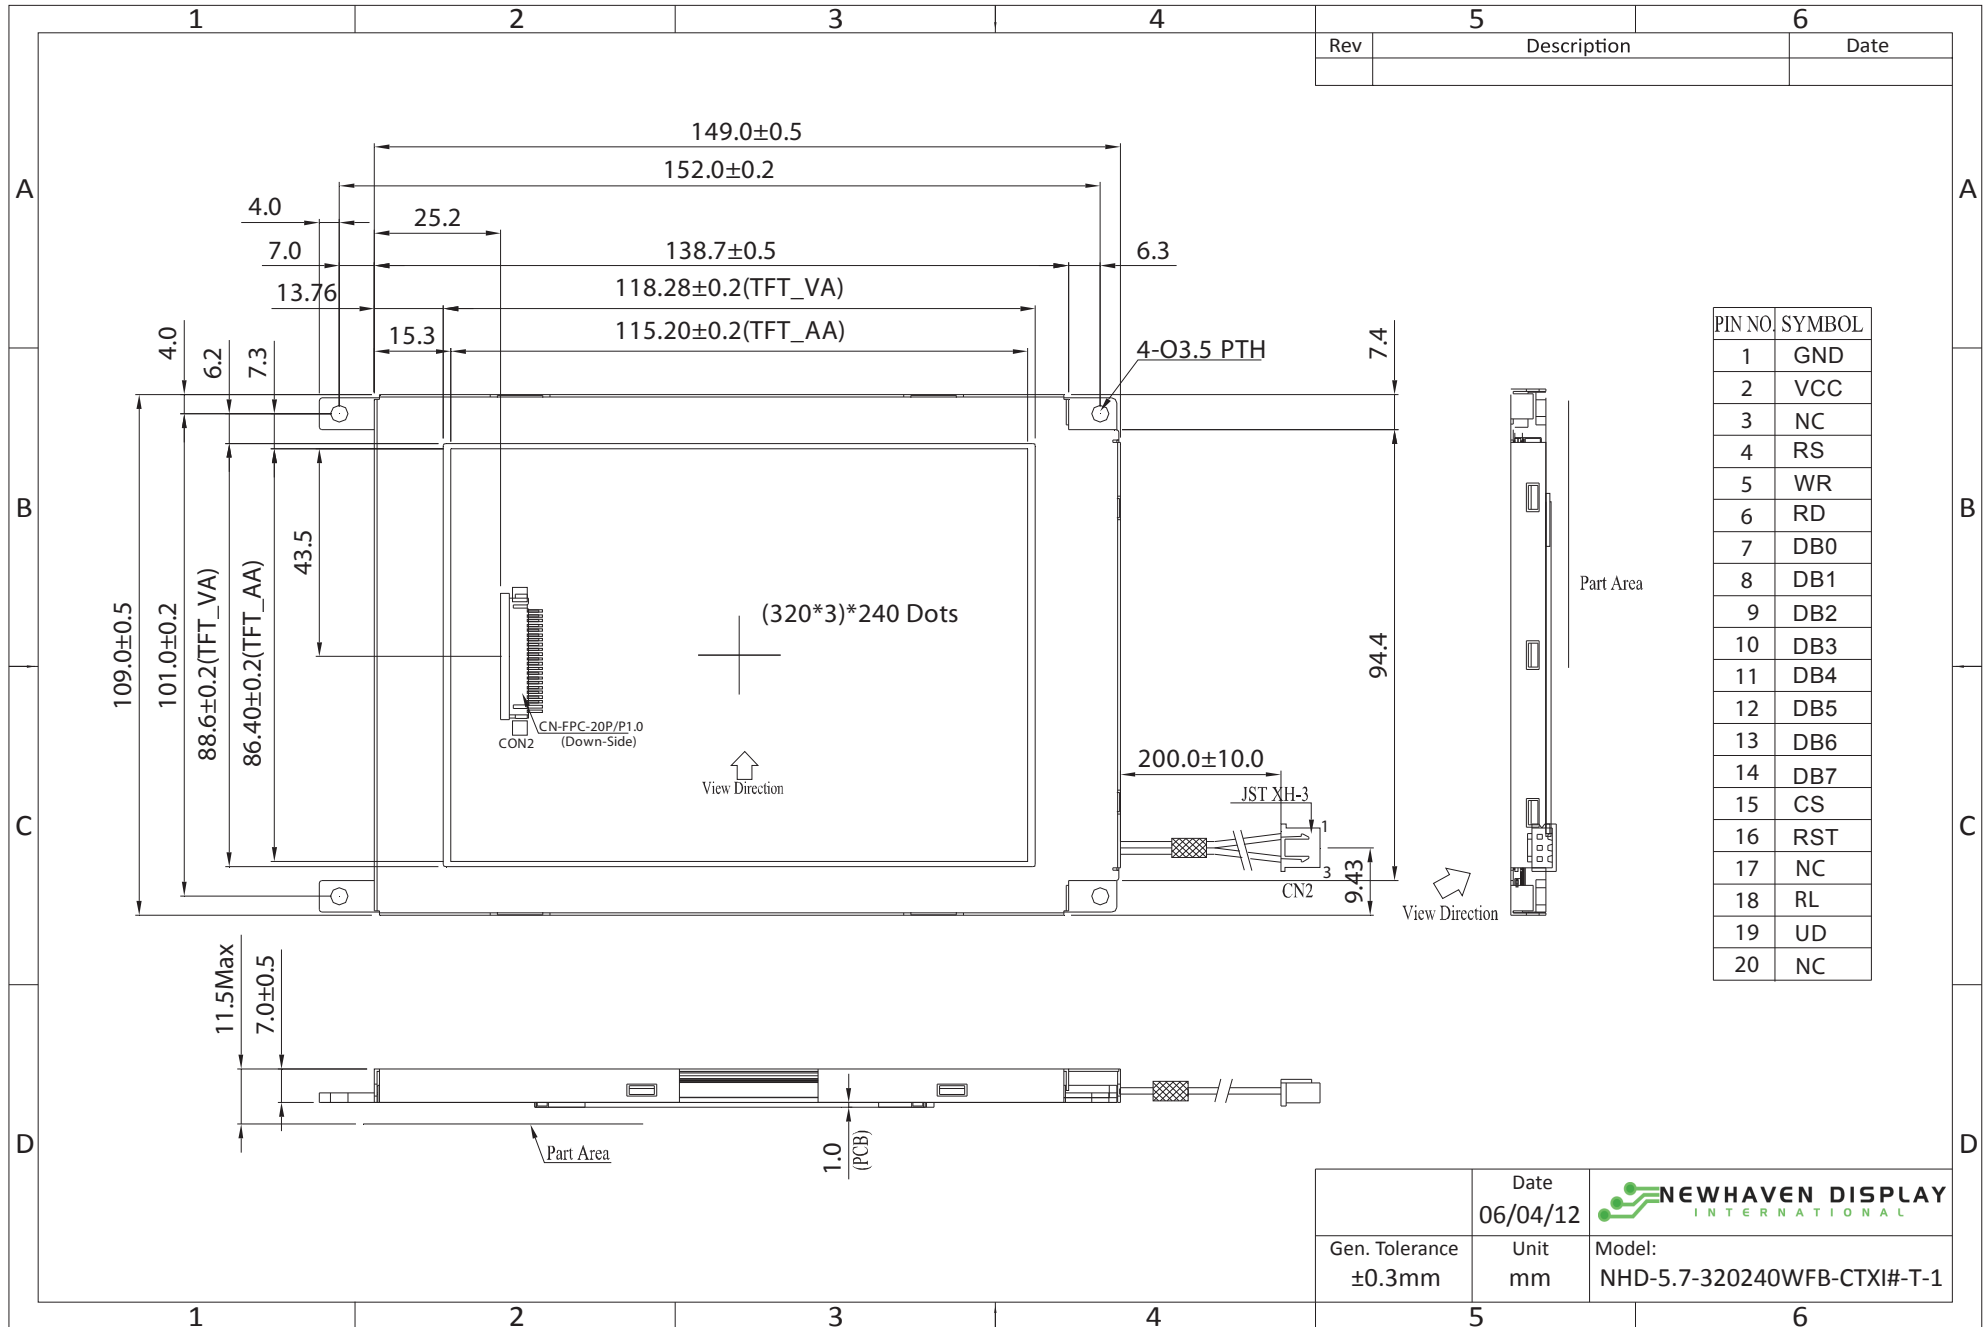 1 2 3 4 5 6
Rev Description Date
A A
B B
C C
D D
149.0±0.5
152.0±0.2
4.0
25.2
7.0 138.7±0.5 6.3
13.76 118.28±0.2(TFT_VA)
15.3 115.20±0.2(TFT_AA)
4-O3.5 PTH
4.0
6.2
7.3
7.4
109.0±0.5
101.0±0.2
88.6±0.2(TFT_VA)
86.40±0.2(TFT_AA)
43.5
94.4
(320*3)*240 Dots
CN-FPC-20P/P1.0
(Down-Side)
CON2
View Direction
200.0±10.0
JST XH-3
1
3
CN2
9.43
View Direction
Part Area
PIN NO. SYMBOL
1 GND
2 VCC
3 NC
4 RS
5 WR
6 RD
7 DB0
8 DB1
9 DB2
10 DB3
11 DB4
12 DB5
13 DB6
14 DB7
15 CS
16 RST
17 NC
18 RL
19 UD
20 NC
11.5Max
7.0±0.5
Part Area
1.0
(PCB)
Date
06/04/12
NEWHAVEN DISPLAY
INTERNATIONAL
Gen. Tolerance
±0.3mm
Unit
mm
Model:
NHD-5.7-320240WFB-CTXI#-T-1
1 2 3 4 5 6